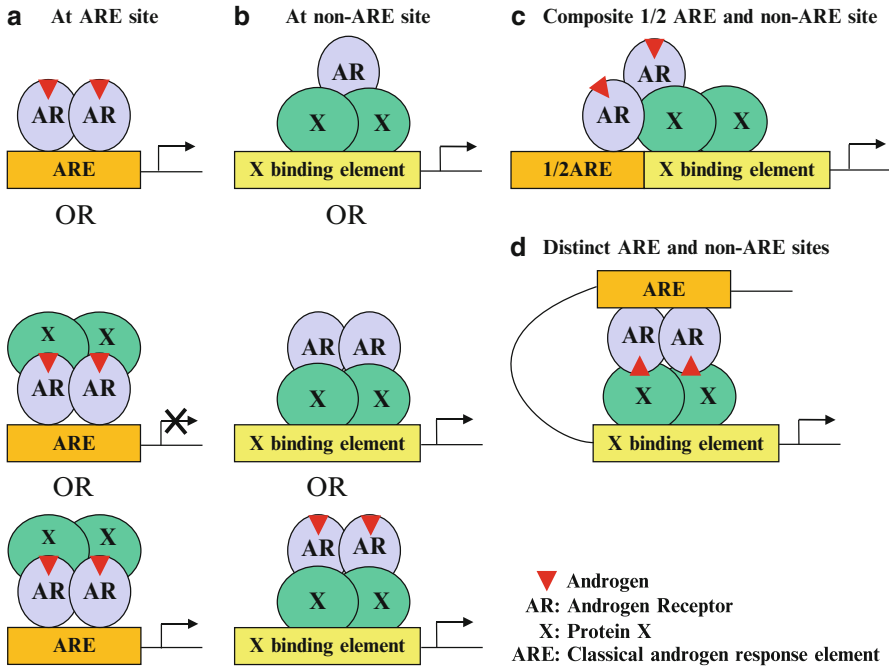 a At ARE site
AR AR
ARE
OR
X X
AR AR
ARE
OR
X X
AR AR
ARE
b At non-ARE site
AR
X X
X binding element
OR
AR AR
X X
X binding element
OR
AR AR
X X
X binding element
c Composite 1/2 ARE and non-ARE site
AR
AR X X
1/2ARE X binding element
d Distinct ARE and non-ARE sites
ARE
AR AR
X X
X binding element
Androgen
AR: Androgen Receptor
X: Protein X
ARE: Classical androgen response element